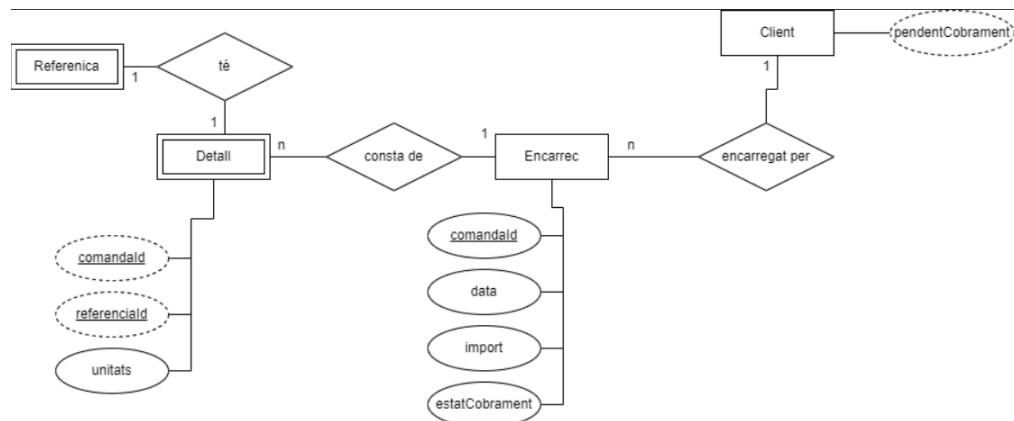 Client
pendentCobrament
Referenica
té
1
1
1
Detall
n
consta de
1
Encarrec
n
encarregat per
comandaId
referenciaId
unitats
comandaId
data
import
estatCobrament